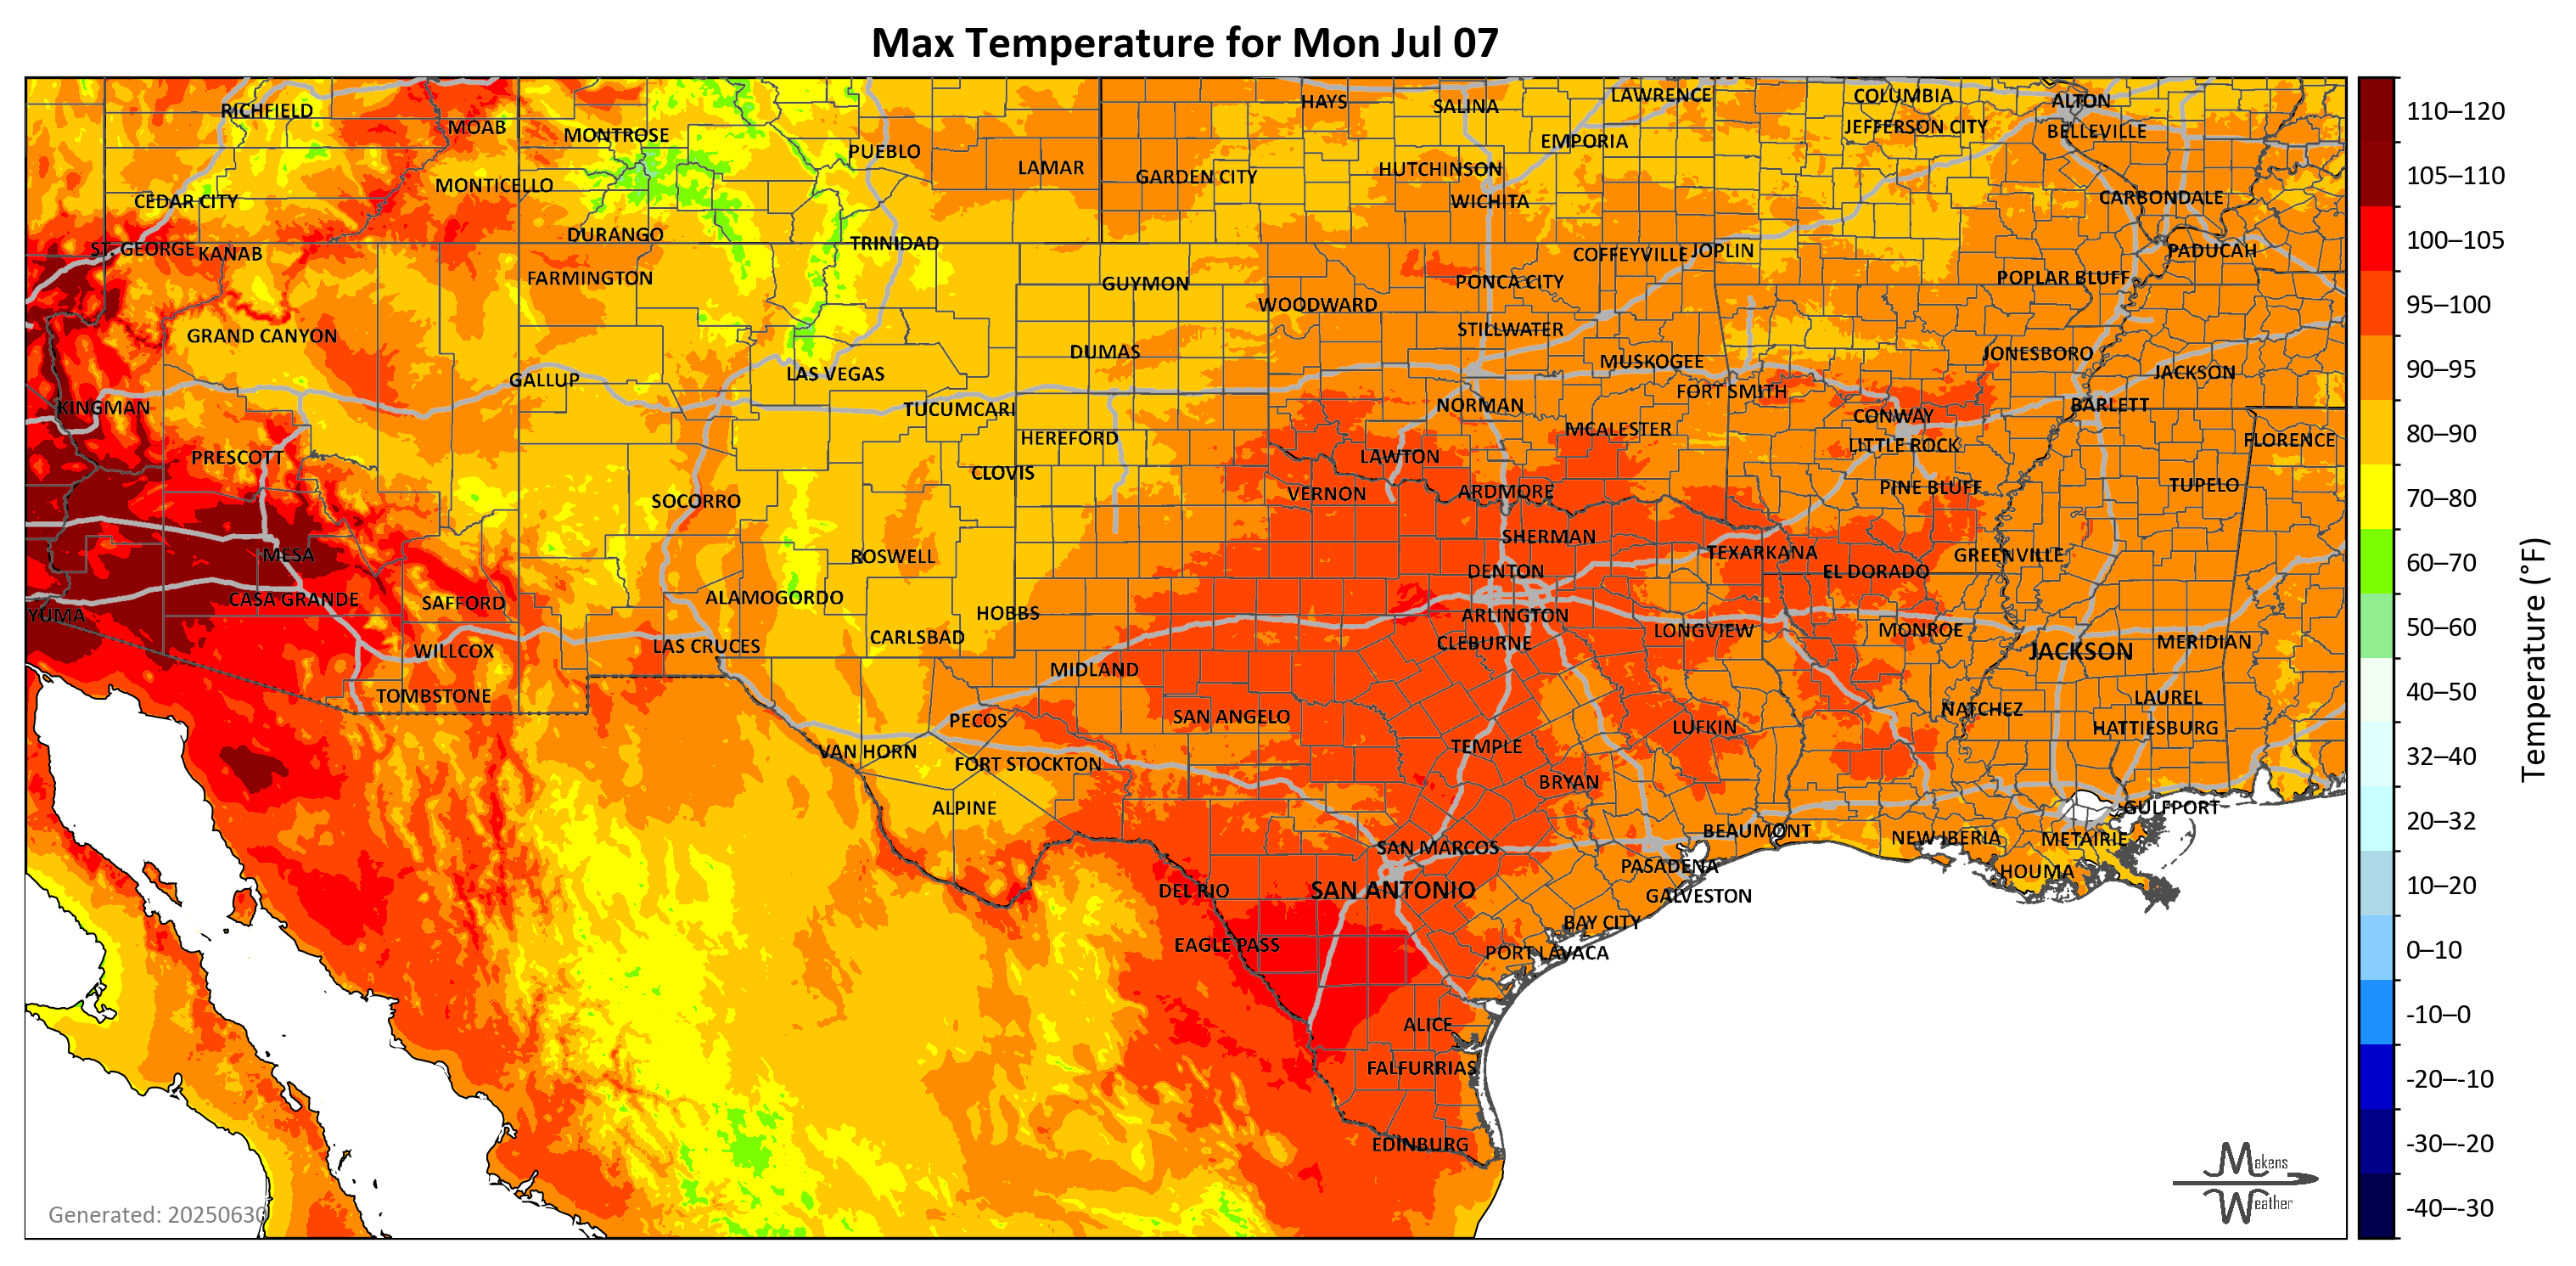 Max Temperature for Mon Jul 07
RICHFIELD
MOAB
MONTROSE
PUEBLO
LAMAR
GARDEN CITY
HAYS
SALINA
LAWRENCE
EMPORIA
HUTCHINSON
WICHITA
COLUMBIA
JEFFERSON CITY
ALTON
BELLEVILLE
CARBONDALE
MONTICELLO
CEDAR CITY
ST. GEORGE
KANAB
DURANGO
TRINIDAD
FARMINGTON
GUYMON
WOODWARD
PONCA CITY
COFFEYVILLE
JOPLIN
POPLAR BLUFF
PADUCAH
GRAND CANYON
STILLWATER
DUMAS
MUSKOGEE
JONESBORO
JACKSON
GALLUP
LAS VEGAS
FORT SMITH
KINGMAN
TUCUMCARI
NORMAN
CONWAY
BARLETT
HEREFORD
MCALESTER
LITTLE ROCK
FLORENCE
PRESCOTT
CLOVIS
LAWTON
VERNON
ARDMORE
PINE BLUFF
TUPELO
SOCORRO
SHERMAN
MESA
ROSWELL
TEXARKANA
GREENVILLE
DENTON
EL DORADO
CASA GRANDE
SAFFORD
ALAMOGORDO
HOBBS
ARLINGTON
YUMA
CARLSBAD
CLEBURNE
LONGVIEW
MONROE
JACKSON
MERIDIAN
WILLCOX
LAS CRUCES
MIDLAND
TOMBSTONE
PECOS
SAN ANGELO
LUFKIN
NATCHEZ
LAUREL
HATTIESBURG
VAN HORN
FORT STOCKTON
TEMPLE
BRYAN
ALPINE
GULFPORT
SAN MARCOS
BEAUMONT
NEW IBERIA
METAIRIE
PASADENA
HOUMA
DEL RIO
SAN ANTONIO
GALVESTON
BAY CITY
EAGLE PASS
PORT LAVACA
ALICE
FALFURRIAS
EDINBURG
Generated: 20250630
Makens
Weather
110–120
105–110
100–105
95–100
90–95
80–90
70–80
60–70
50–60
40–50
32–40
20–32
10–20
0–10
-10–0
-20–-10
-30–-20
-40–-30
Temperature (°F)